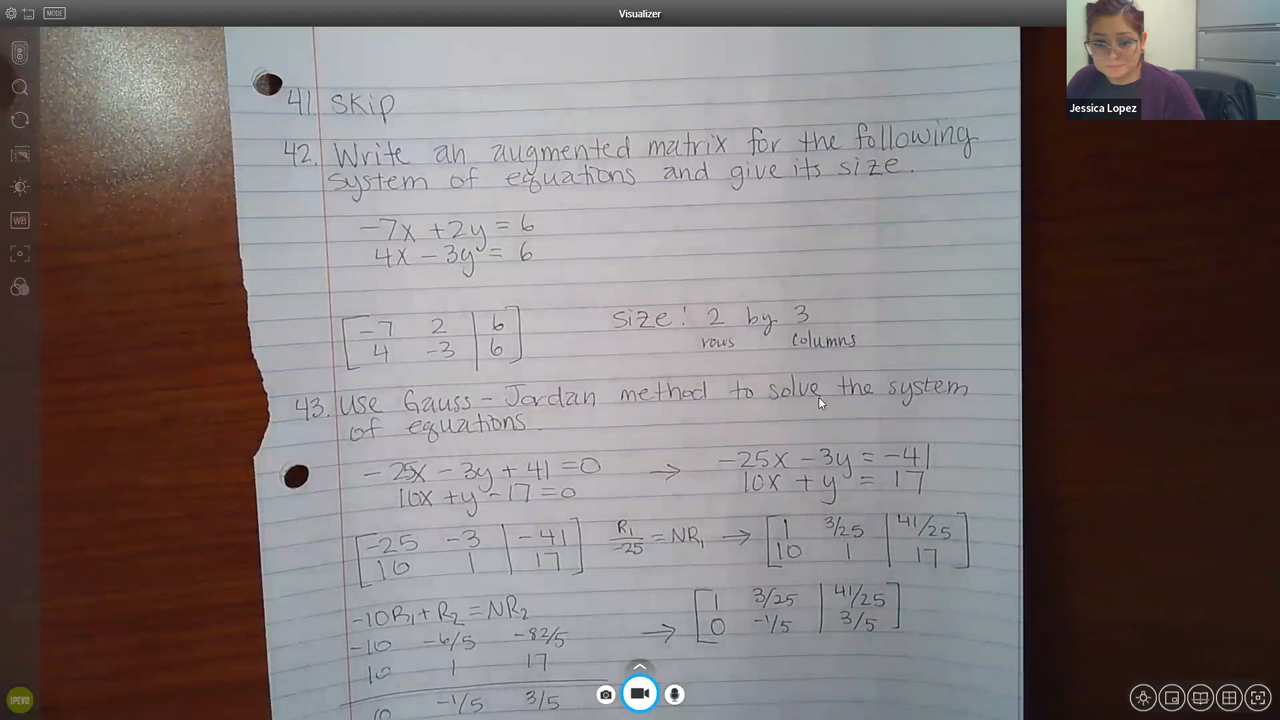 MODE
Visualizer
Jessica Lopez
WB
41. Skip
42. Write an augmented matrix for the following
system of equations and give its size.
-7x + 2y = 6
4x - 3y = 6
-7 2 6 size: 2 by 3
4 -3 6 rows columns
43. Use Gauss-Jordan method to solve the system
of equations.
-25x - 3y + 41 = 0 → -25x - 3y = -41
10x + y - 17 = 0 10x + y = 17
-25 -3 -41 R₁/-25 = NR₁ → 1 3/25 41/25
10 1 17 10 1 17
-10R₁ + R₂ = NR₂ 1 3/25 41/25
-10 -6/5 -82/5 → 0 -1/5 3/5
10 1 17
-1/5 3/5
IPEVO